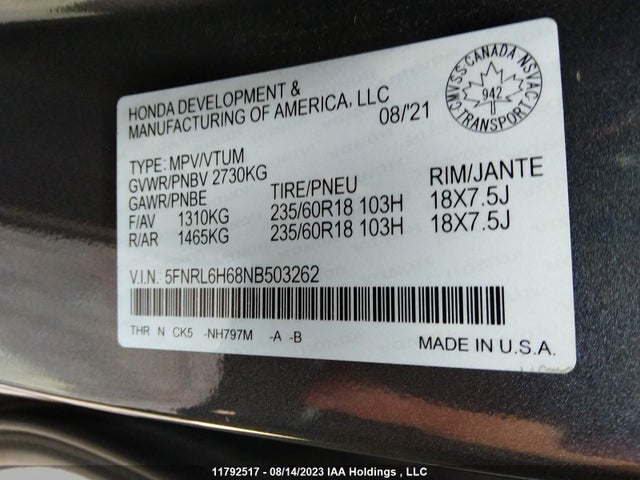 HONDA DEVELOPMENT &
MANUFACTURING OF AMERICA, LLC
08/'21
CMVSS CANADA NSVAC
942
TRANSPORT
TYPE: MPV/VTUM
GVWR/PNBV 2730KG
GAWR/PNBE TIRE/PNEU RIM/JANTE
F/AV 1310KG 235/60R18 103H 18X7.5J
R/AR 1465KG 235/60R18 103H 18X7.5J
V.I.N.: 5FNRL6H68NB503262
THR N CK5 -NH797M -A -B
MADE IN U.S.A.
11792517 - 08/14/2023 IAA Holdings , LLC